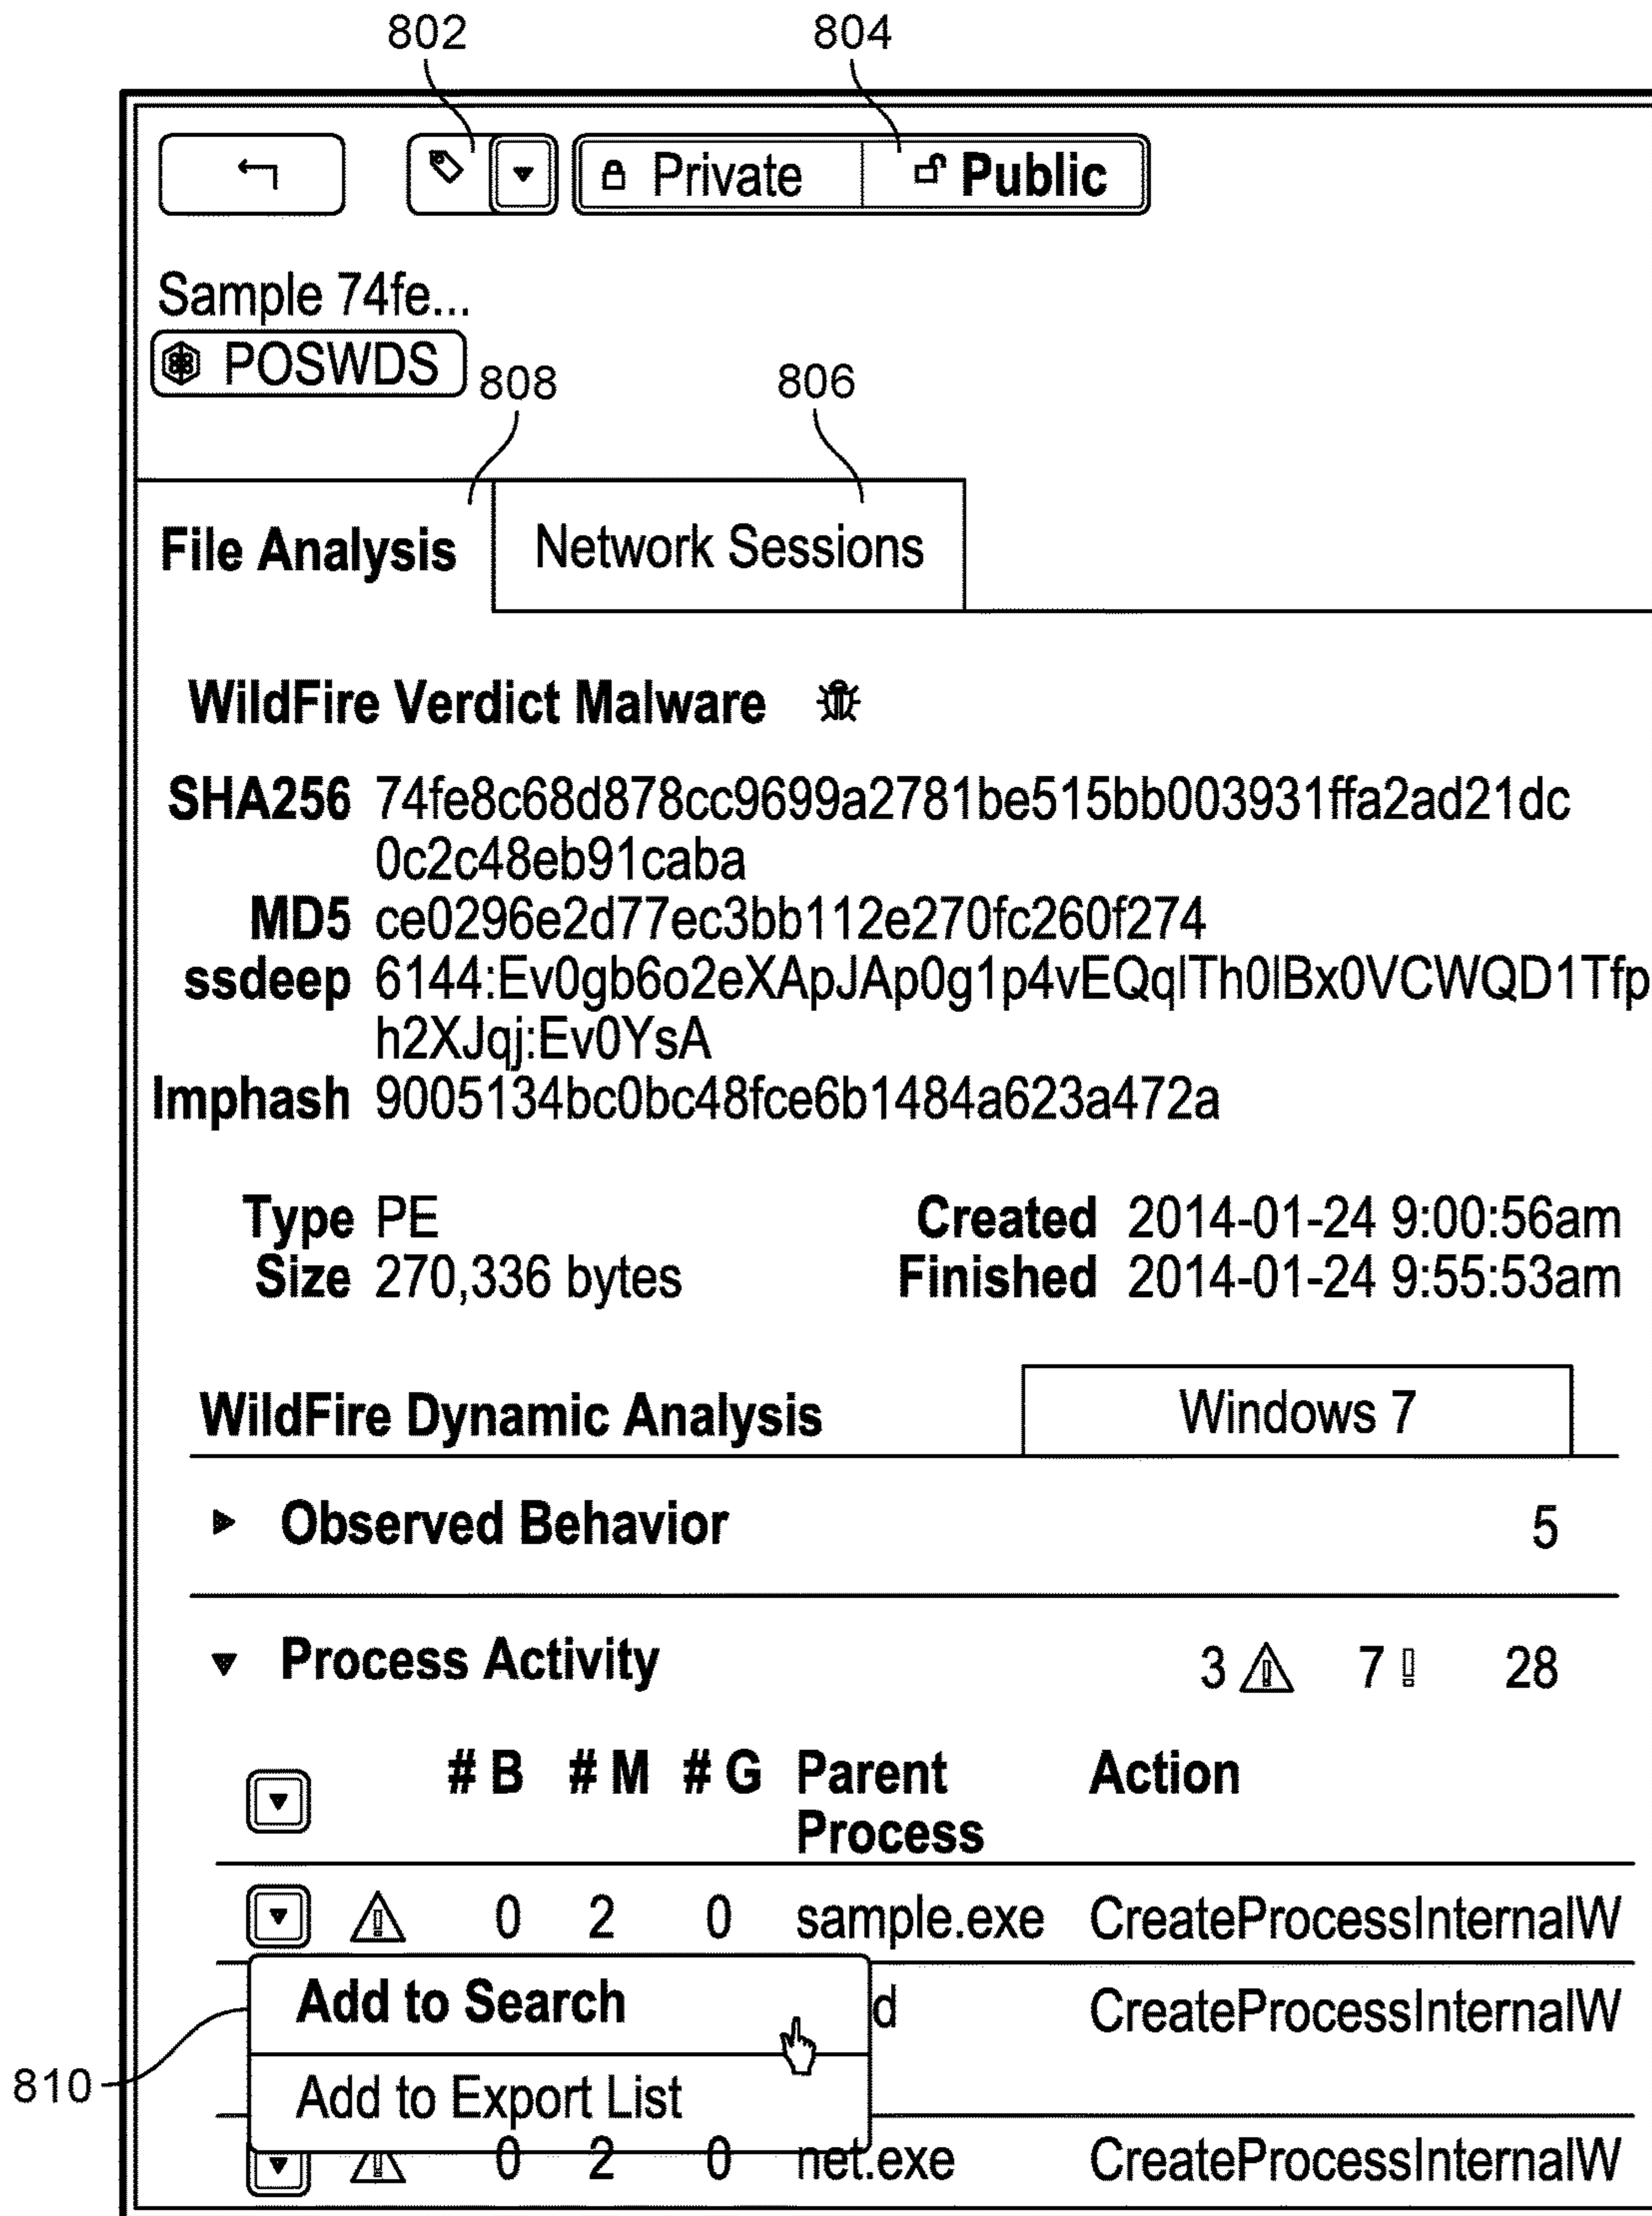 802 804
Private Public
Sample 74fe...
POSWDS
808 806
File Analysis Network Sessions
WildFire Verdict Malware
SHA256 74fe8c68d878cc9699a2781be515bb003931ffa2ad21dc
0c2c48eb91caba
MD5 ce0296e2d77ec3bb112e270fc260f274
ssdeep 6144:Ev0gb6o2eXApJAp0g1p4vEQqlTh0lBx0VCWQD1Tfp
h2XJqj:Ev0YsA
Imphash 9005134bc0bc48fce6b1484a623a472a
Type PE Created 2014-01-24 9:00:56am
Size 270,336 bytes Finished 2014-01-24 9:55:53am
WildFire Dynamic Analysis Windows 7
Observed Behavior 5
Process Activity 3 7 28
# B # M # G Parent Action
Process
0 2 0 sample.exe CreateProcessInternalW
Add to Search d CreateProcessInternalW
810
Add to Export List
0 2 0 net.exe CreateProcessInternalW